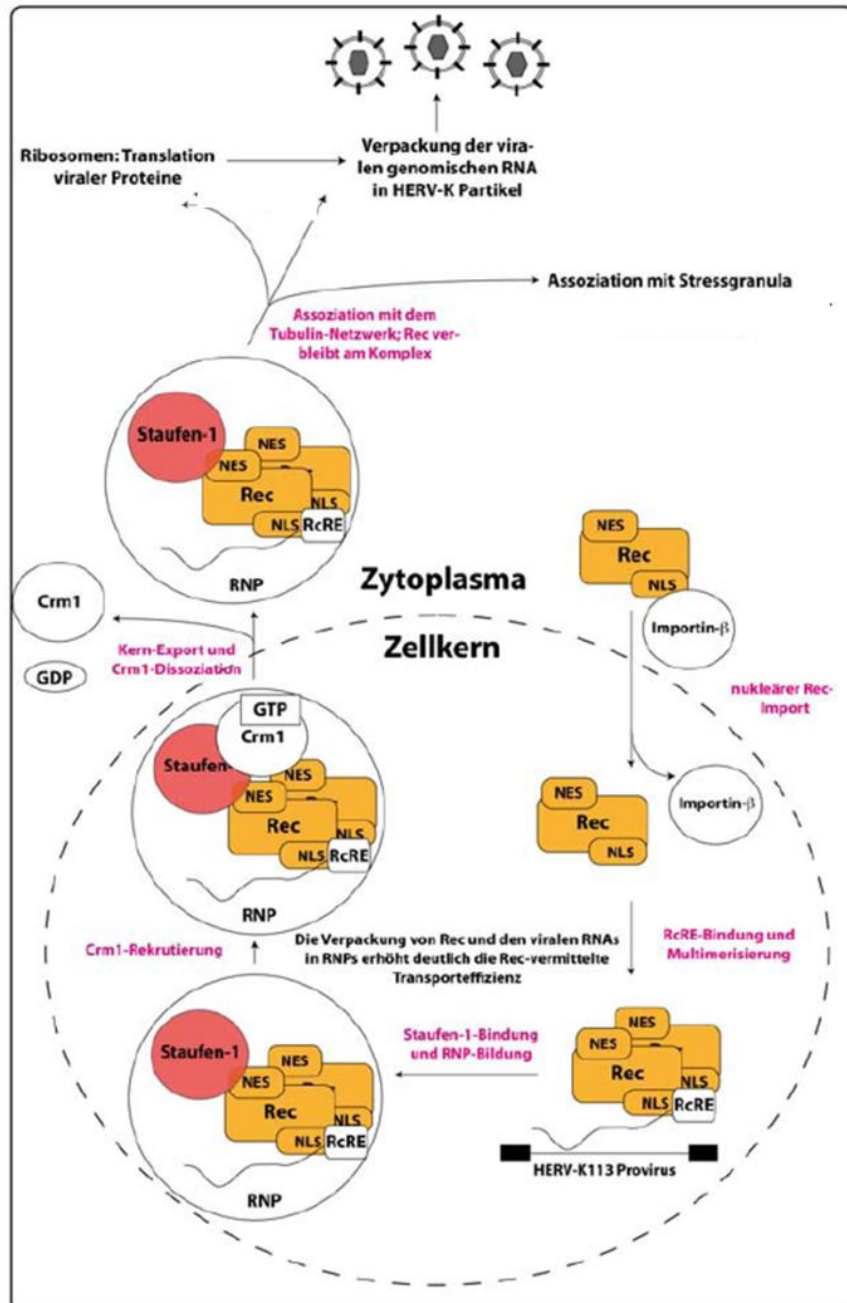 Ribosomen: Translation
viraler Proteine
Verpackung der vira-
len genomischen RNA
in HERV-K Partikel
Assoziation mit Stressgranula
Assoziation mit dem
Tubulin-Netzwerk; Rec ver-
bleibt am Komplex
Staufen-1
NES
NES
Rec
NLS
NLS
RcRE
RNP
Zytoplasma
NES
Rec
NLS
Importin-β
Crm1
GDP
Kern-Export und
Crm1-Dissoziation
Zellkern
nukleärer Rec-
Import
GTP
Crm1
Staufen-
NES
NES
Rec
NLS
NLS
RcRE
RNP
Importin-β
NES
Rec
NLS
Crm1-Rekrutierung
Die Verpackung von Rec und den viralen RNAs
in RNPs erhöht deutlich die Rec-vermittelte
Transporteffizienz
RcRE-Bindung und
Multimerisierung
Staufen-1
NES
NES
Rec
NLS
NLS
RcRE
RNP
Staufen-1-Bindung
und RNP-Bildung
NES
NES
Rec
NLS
NLS
RcRE
HERV-K113 Provirus